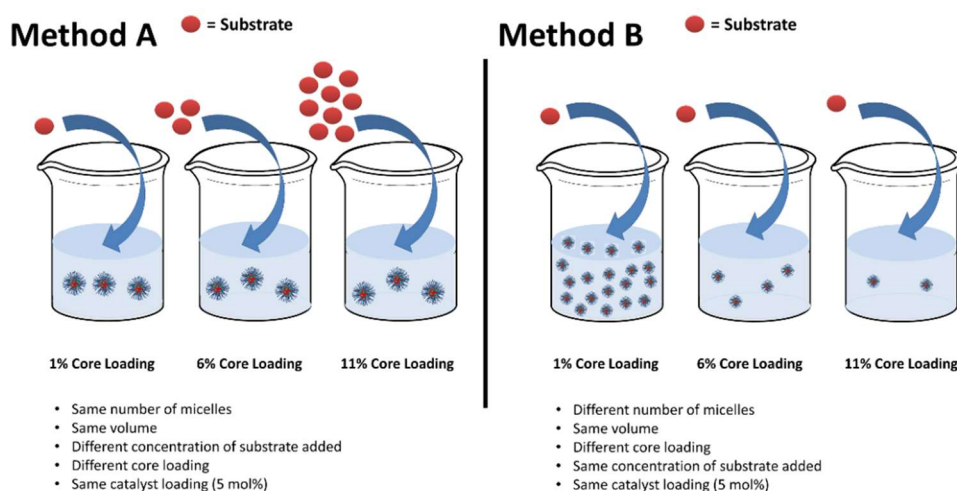 Method A
= Substrate
1% Core Loading
6% Core Loading
11% Core Loading
• Same number of micelles
• Same volume
• Different concentration of substrate added
• Different core loading
• Same catalyst loading (5 mol%)
Method B
= Substrate
1% Core Loading
6% Core Loading
11% Core Loading
• Different number of micelles
• Same volume
• Different core loading
• Same concentration of substrate added
• Same catalyst loading (5 mol%)